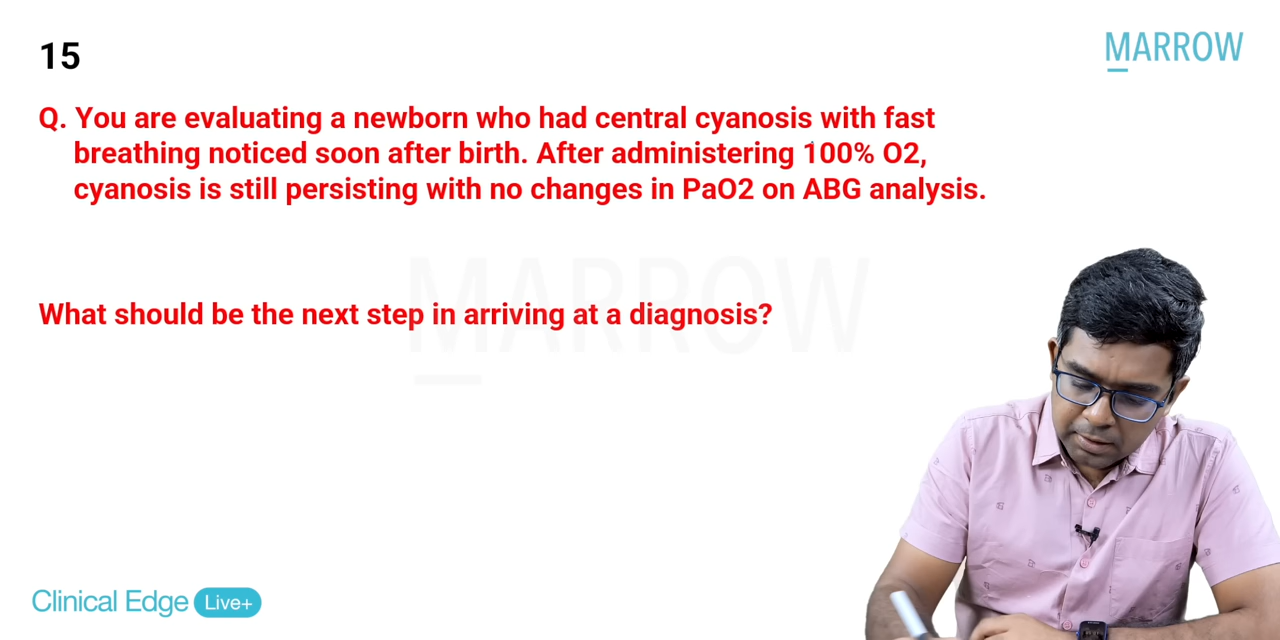 15
MARROW
Q. You are evaluating a newborn who had central cyanosis with fast
breathing noticed soon after birth. After administering 100% O2,
cyanosis is still persisting with no changes in PaO2 on ABG analysis.
MARROW
What should be the next step in arriving at a diagnosis?
Clinical Edge Live+